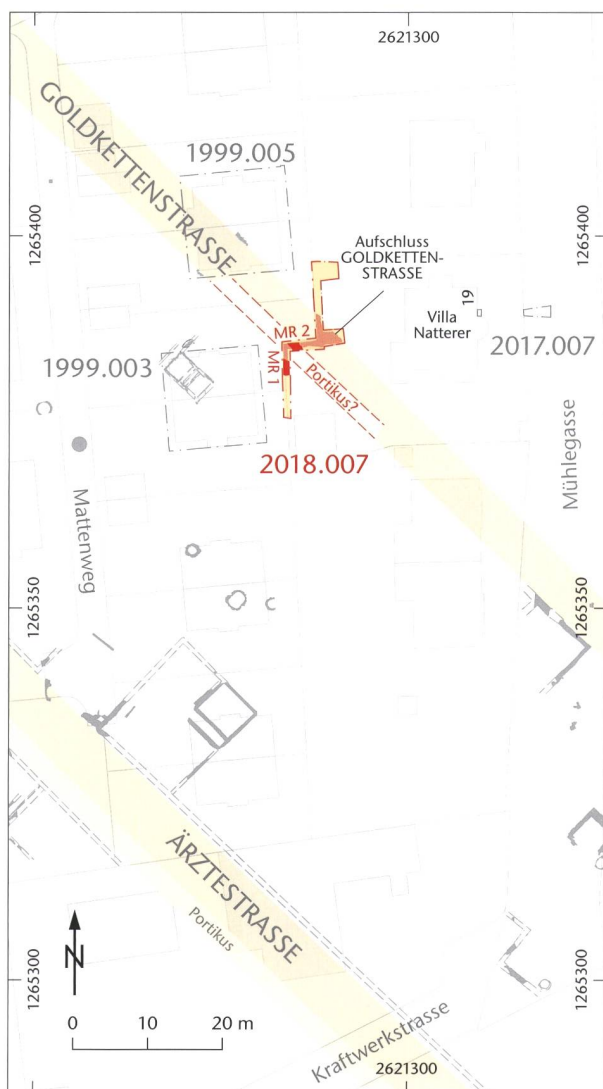 2621300
GOLDKETTENSTRASSE
1999.005
1265400
1265400
Aufschluss
GOLDKETTEN-
STRASSE
19
Villa
Natterer
2017.007
MR 2
MR 1
1999.003
Portikus?
2018.007
Mühlegasse
Mattenweg
1265350
1265350
ÄRZTESTRASSE
Portikus
N
1265300
1265300
0 10 20 m
Kraftwerkstrasse
2621300